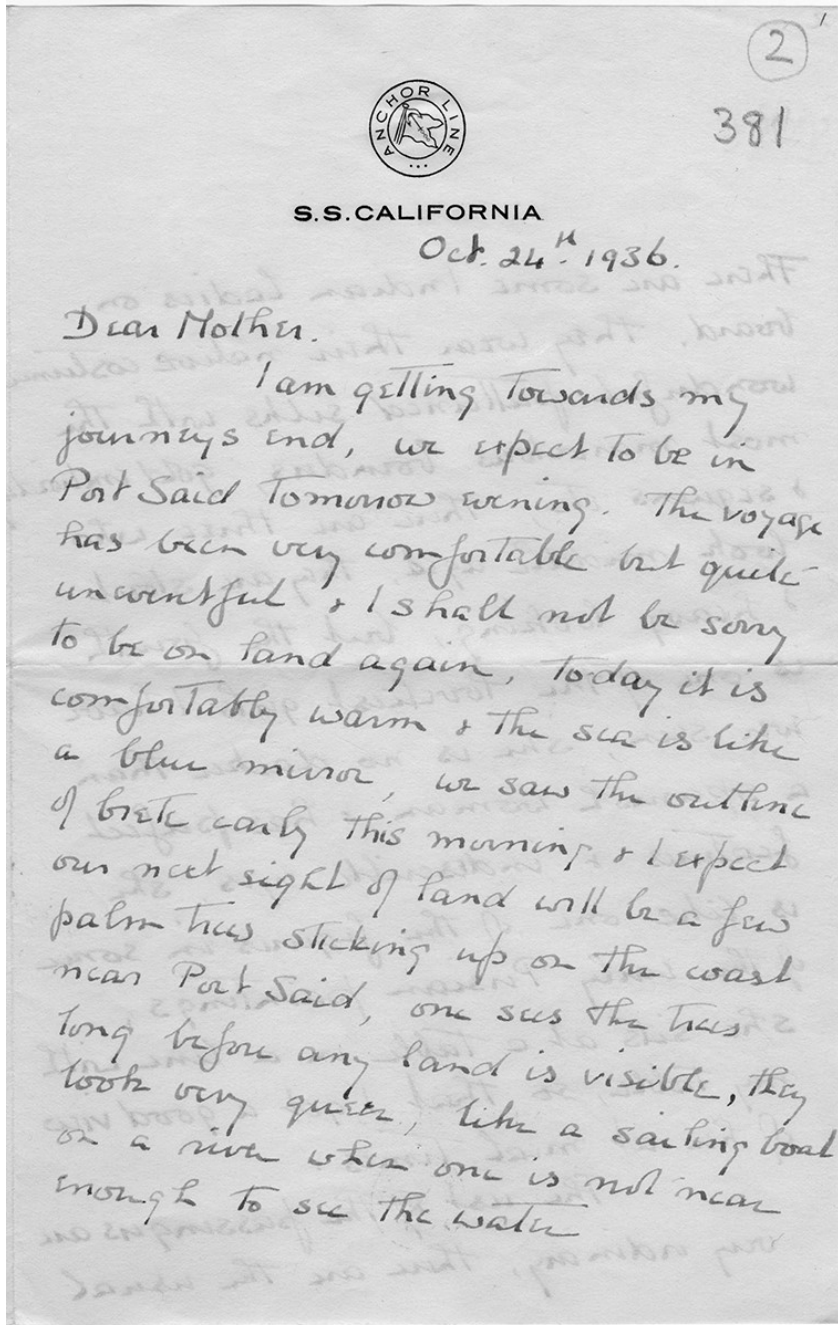 1
2
381
ANCHOR LINE
S.S. CALIFORNIA
Oct. 24th. 1936.
Dear Mother.
I am getting towards my
journeys end, we expect to be in
Port Said tomorrow evening. The voyage
has been very comfortable but quite
uneventful & I shall not be sorry
to be on land again, today it is
comfortably warm & the sea is like
a blue mirror, we saw the outline
of Crete early this morning & I expect
our next sight of land will be a few
palm trees sticking up on the coast
near Port Said, one sees the trees
long before any land is visible, they
look very queer, like a sailing boat
on a river when one is not near
enough to see the water